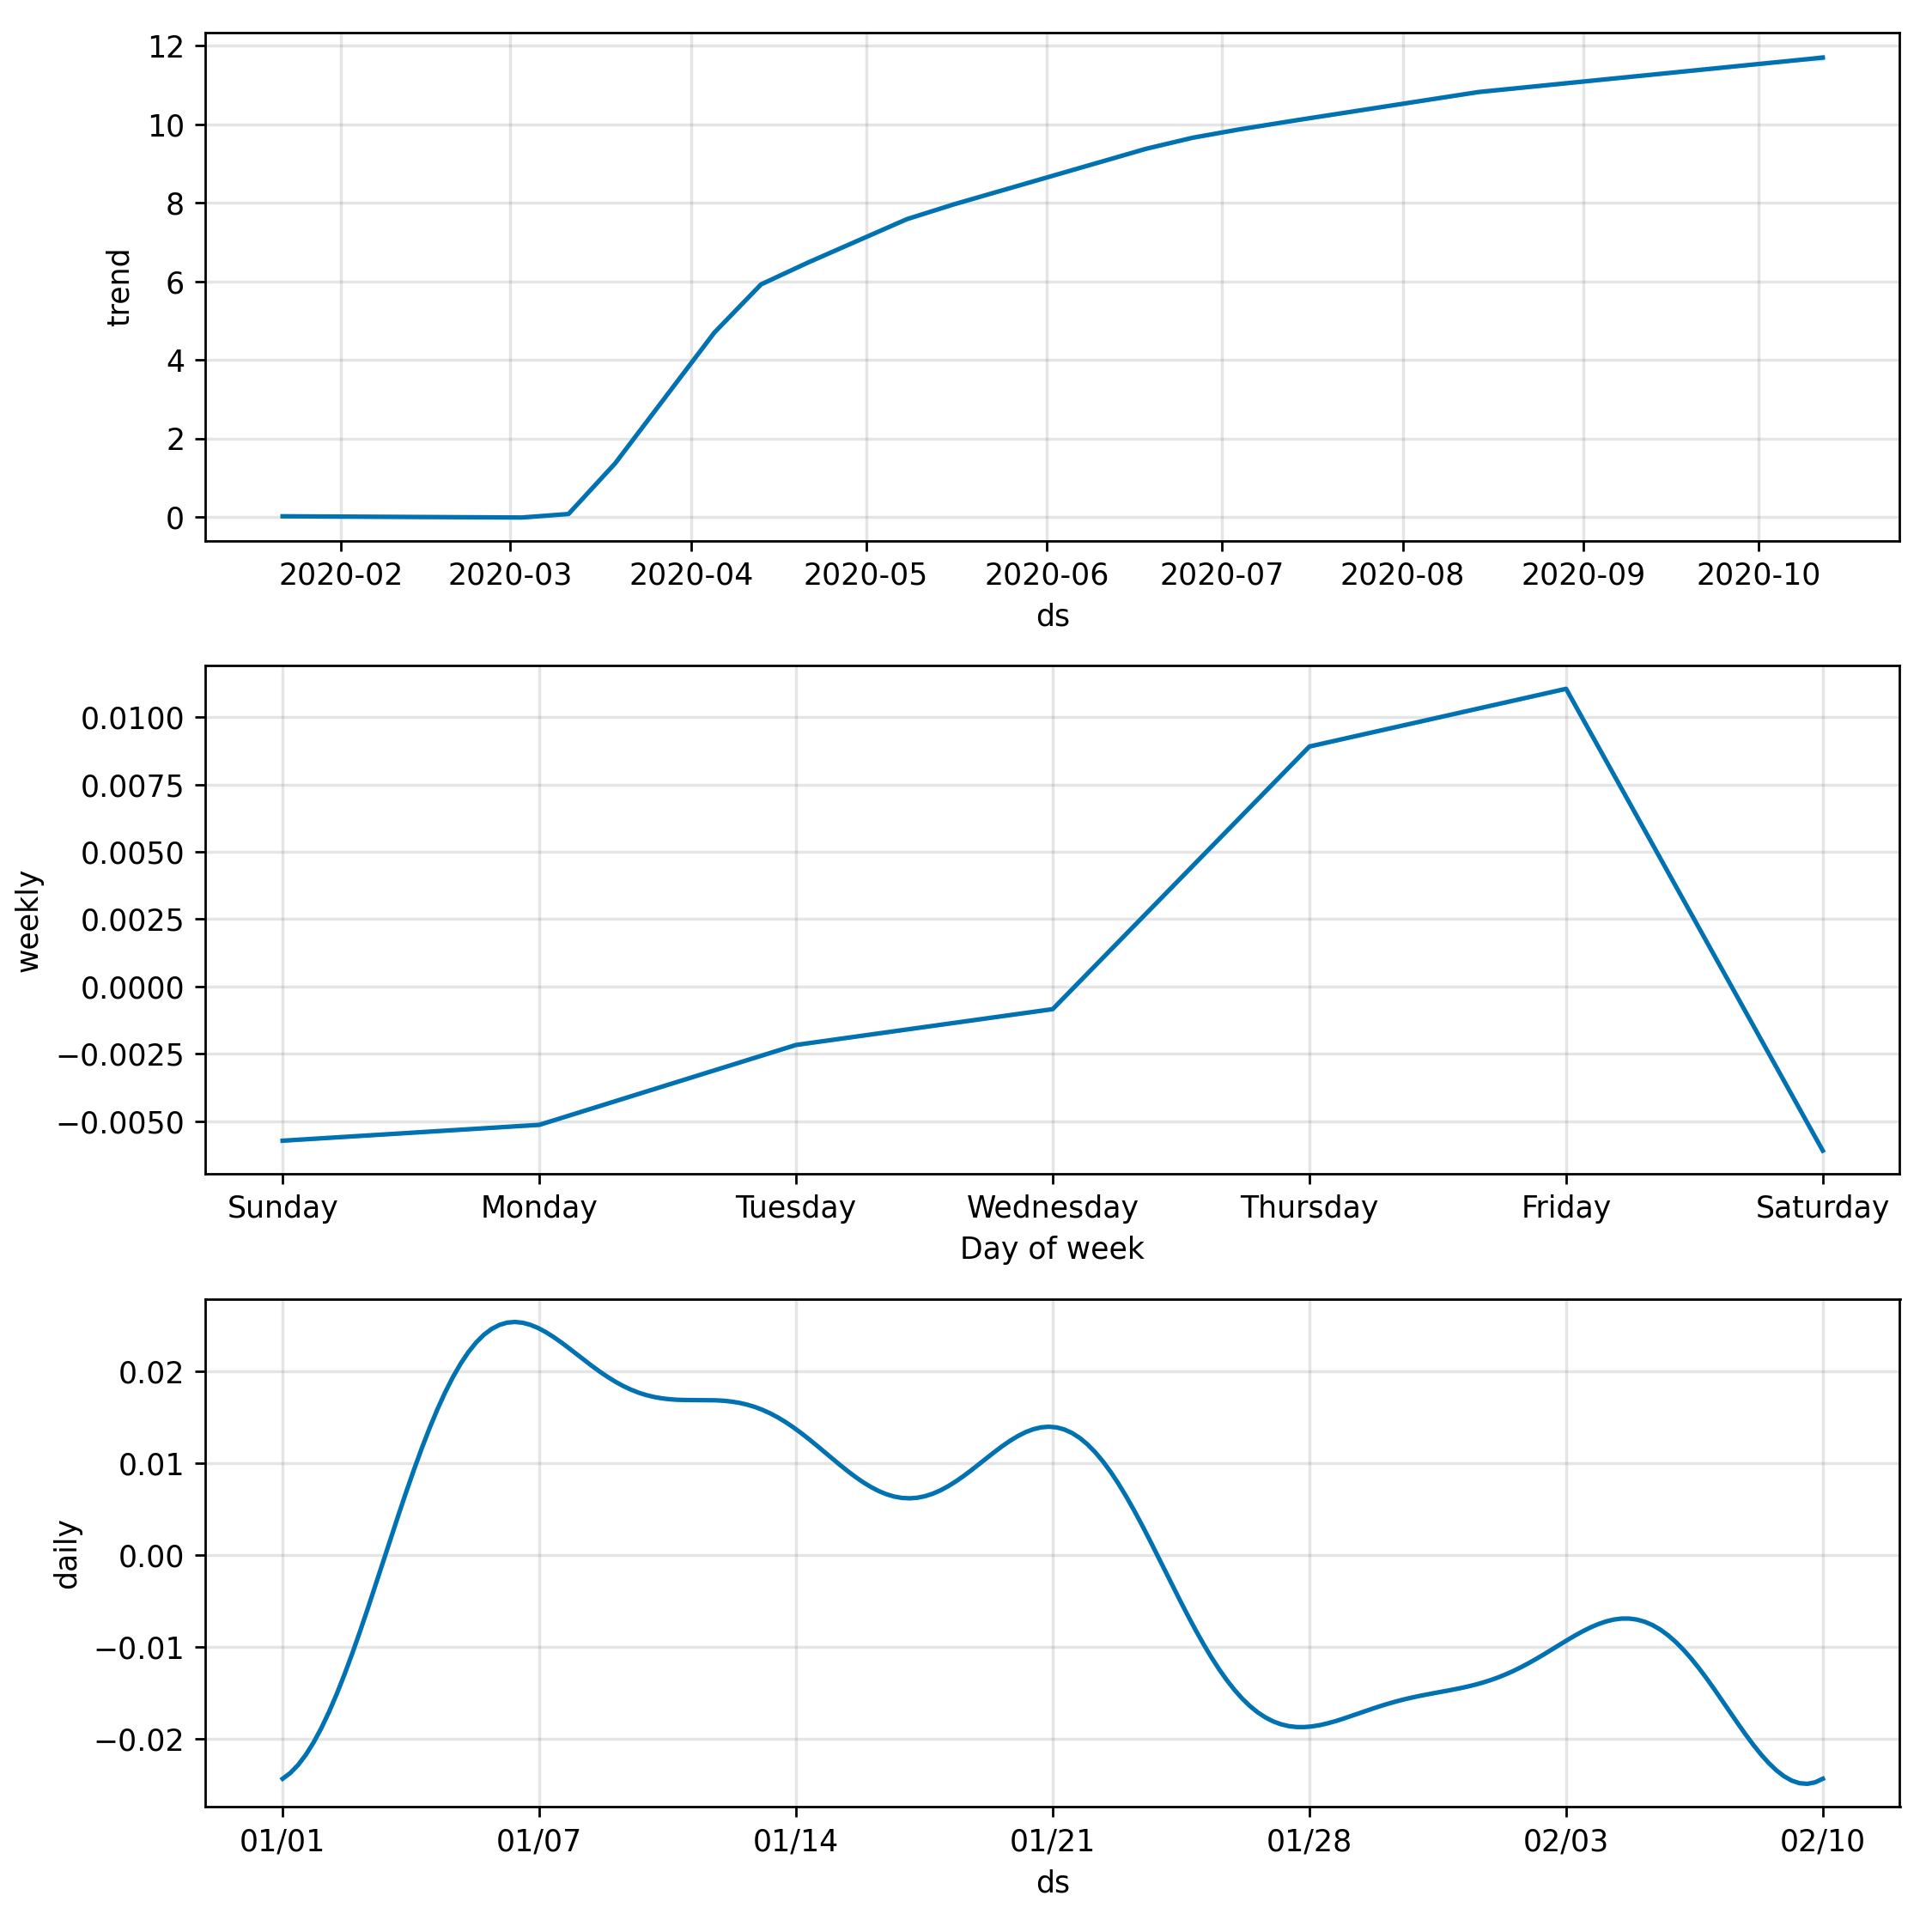 12
10
8
6
4
2
0
trend
2020-02 2020-03 2020-04 2020-05 2020-06 2020-07 2020-08 2020-09 2020-10
ds
0.0100
0.0075
0.0050
0.0025
0.0000
−0.0025
−0.0050
weekly
Sunday Monday Tuesday Wednesday Thursday Friday Saturday
Day of week
0.02
0.01
0.00
−0.01
−0.02
daily
01/01 01/07 01/14 01/21 01/28 02/03 02/10
ds